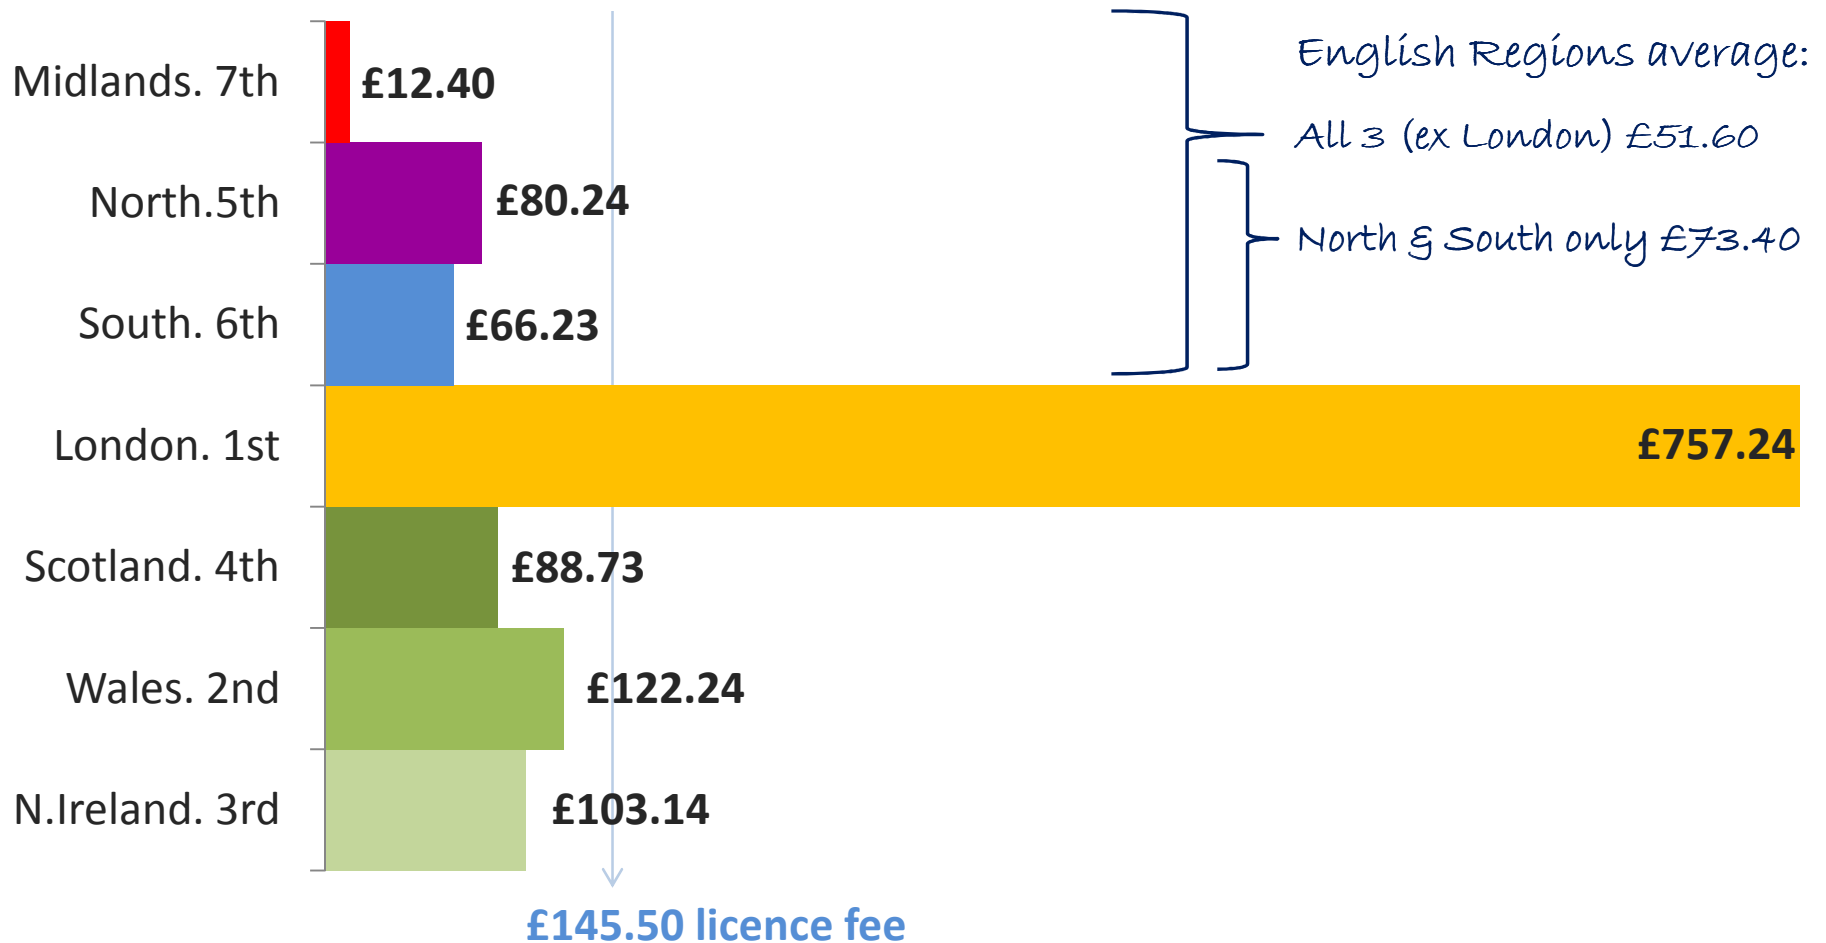 Midlands. 7th £12.40
North.5th £80.24
South. 6th £66.23
London. 1st £757.24
Scotland. 4th £88.73
Wales. 2nd £122.24
N.Ireland. 3rd £103.14
£145.50 licence fee
English Regions average:
All 3 (ex London) £51.60
North & South only £73.40